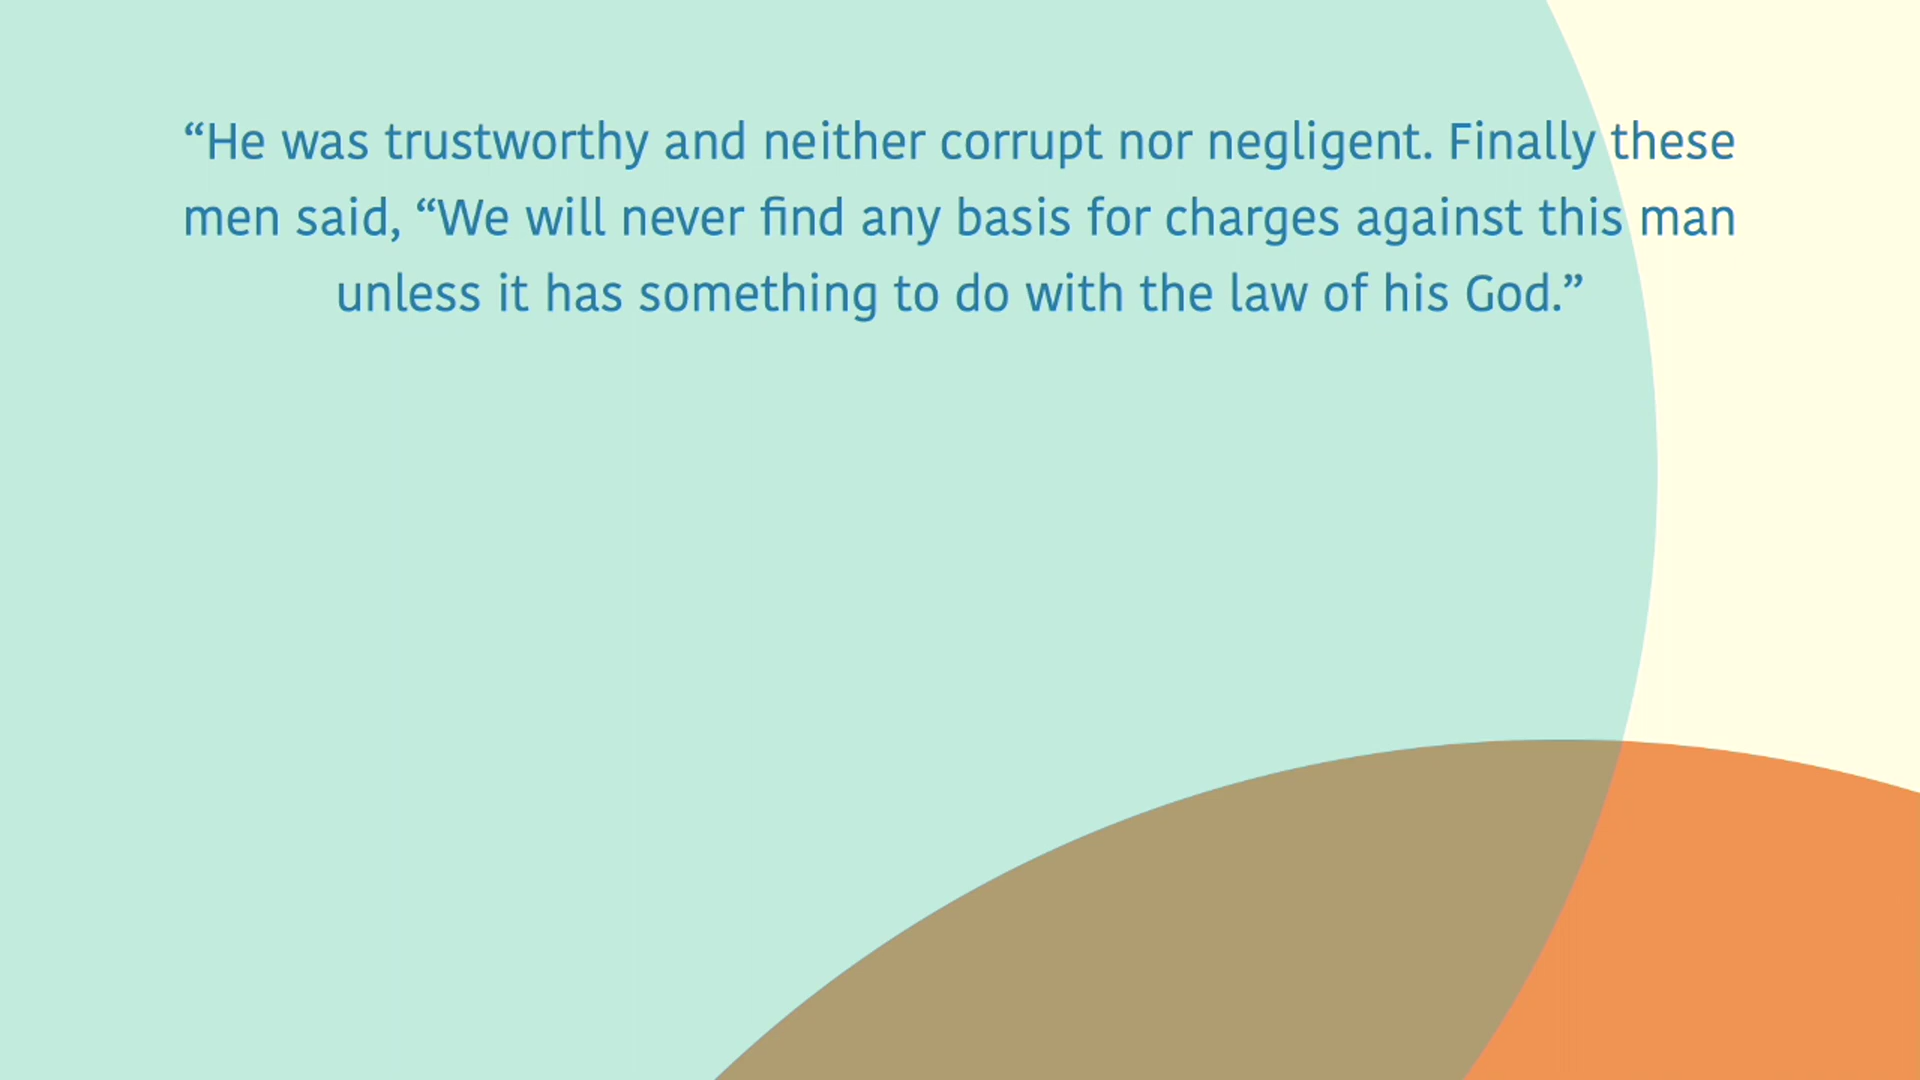 “He was trustworthy and neither corrupt nor negligent. Finally these
men said, “We will never find any basis for charges against this man
unless it has something to do with the law of his God.”